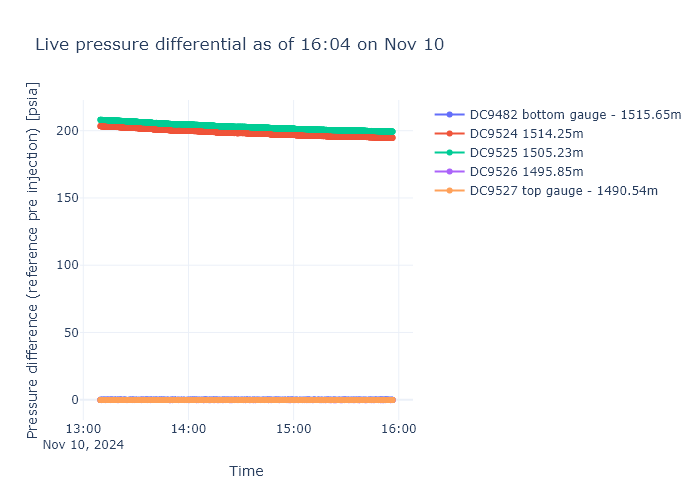 Live pressure differential as of 16:04 on Nov 10
Pressure difference (reference pre injection) [psia]
200
150
100
50
0
13:00
Nov 10, 2024
14:00
15:00
16:00
Time
DC9482 bottom gauge - 1515.65m
DC9524 1514.25m
DC9525 1505.23m
DC9526 1495.85m
DC9527 top gauge - 1490.54m